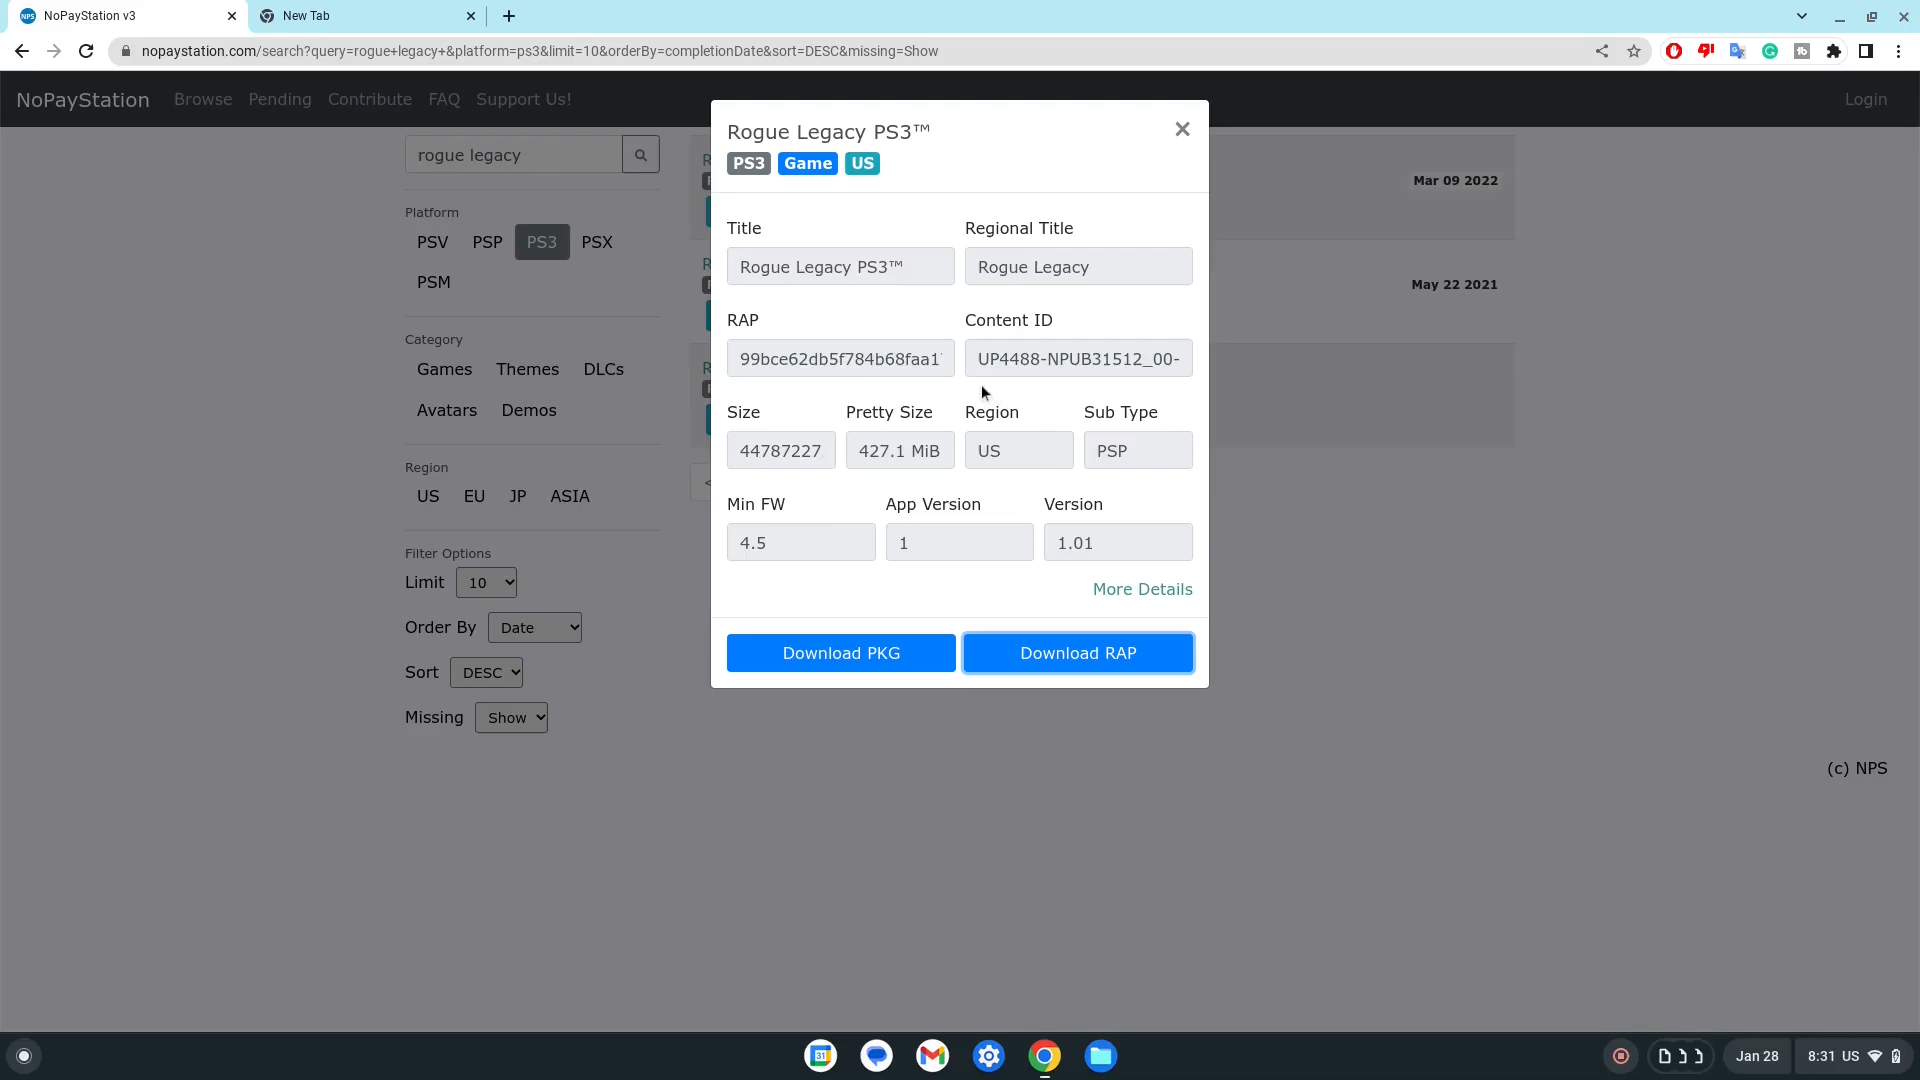 NoPayStation v3
New Tab
nopaystation.com/search?query=rogue+legacy+&platform=ps3&limit=10&orderBy=completionDate&sort=DESC&missing=Show
NoPayStation Browse Pending Contribute FAQ Support Us! Login
rogue legacy
Platform
PSV PSP PS3 PSX
PSM
Category
Games Themes DLCs
Avatars Demos
Region
US EU JP ASIA
Filter Options
Limit 10
Order By Date
Sort DESC
Missing Show
Mar 09 2022
May 22 2021
Rogue Legacy PS3™
PS3 Game US
Title Regional Title
Rogue Legacy PS3™ Rogue Legacy
RAP Content ID
99bce62db5f784b68faa1 UP4488-NPUB31512_00-
Size Pretty Size Region Sub Type
44787227 427.1 MiB US PSP
Min FW App Version Version
4.5 1 1.01
More Details
Download PKG Download RAP
(c) NPS
31
Jan 28
8:31 US